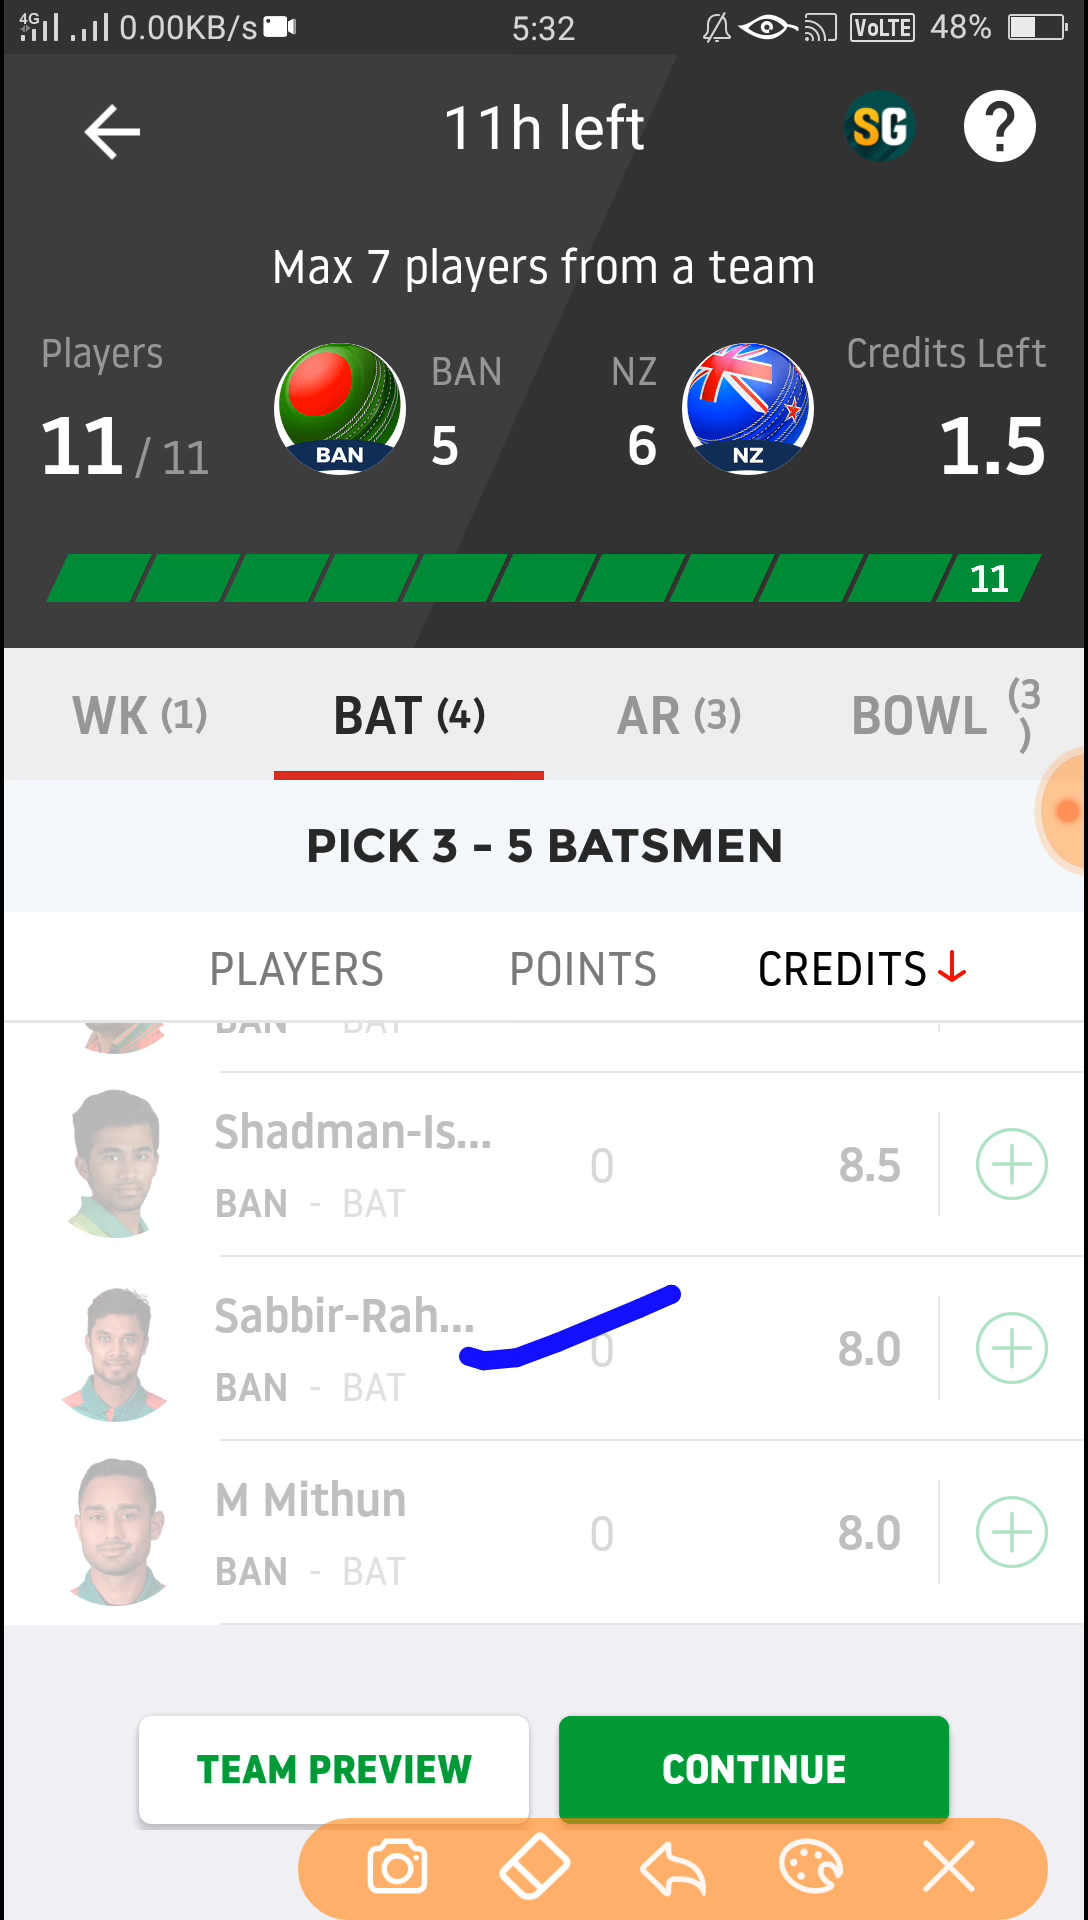 4G 0.00KB/s 5:32 VoLTE 48%
11h left SG ?
Max 7 players from a team
Players BAN NZ Credits Left
11 / 11 BAN 5 6 NZ 1.5
11
WK (1) BAT (4) AR (3) BOWL (3
)
PICK 3 - 5 BATSMEN
PLAYERS POINTS CREDITS
BAN BAT
Shadman-Is... 0 8.5
BAN - BAT
Sabbir-Rah... 0 8.0
BAN - BAT
M Mithun 0 8.0
BAN - BAT
TEAM PREVIEW CONTINUE